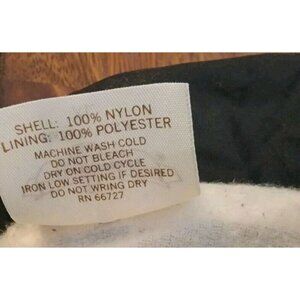 SHELL: 100% NYLON
LINING: 100% POLYESTER
MACHINE WASH COLD
DO NOT BLEACH
DRY ON COLD CYCLE
IRON LOW SETTING IF DESIRED
DO NOT WRING DRY
RN 66727